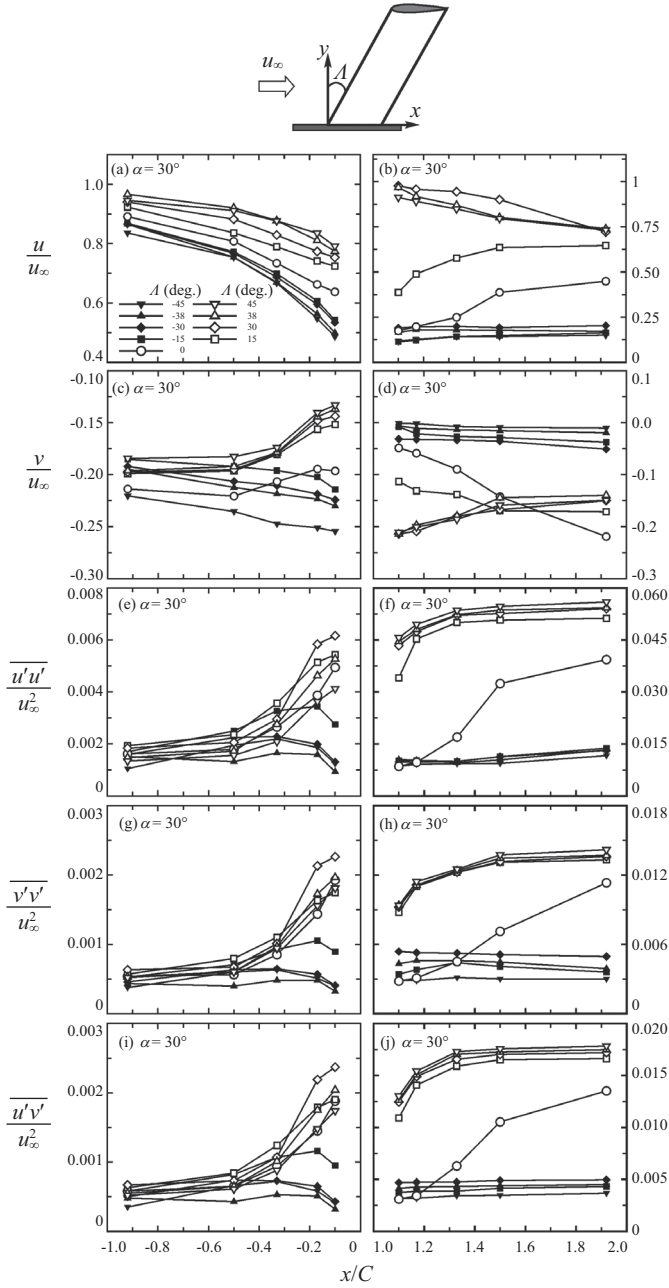 u∞
y
Λ
x
(a) α = 30°
(b) α = 30°
u/u∞
1.0
0.8
0.6
0.4
1
0.75
0.50
0.25
0
Λ (deg.) Λ (deg.)
-45 45
-38 38
-30 30
-15 15
0
(c) α = 30°
(d) α = 30°
v/u∞
-0.10
-0.15
-0.20
-0.25
-0.30
0.1
0.0
-0.1
-0.2
-0.3
(e) α = 30°
(f) α = 30°
u'u'/u∞²
0.008
0.006
0.004
0.002
0
0.060
0.045
0.030
0.015
0
(g) α = 30°
(h) α = 30°
v'v'/u∞²
0.003
0.002
0.001
0
0.018
0.012
0.006
0
(i) α = 30°
(j) α = 30°
u'v'/u∞²
0.003
0.002
0.001
0
0.020
0.015
0.010
0.005
0
-1.0 -0.8 -0.6 -0.4 -0.2 0
1.0 1.2 1.4 1.6 1.8 2.0
x/C